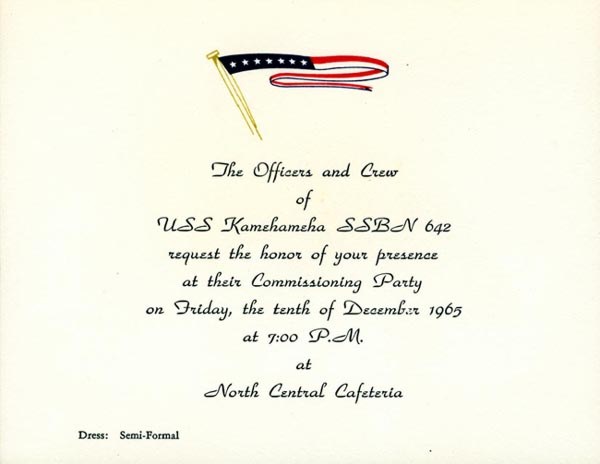 The Officers and Crew
of
USS Kamehameha SSBN 642
request the honor of your presence
at their Commissioning Party
on Friday, the tenth of December 1965
at 7:00 P.M.
at
North Central Cafeteria
Dress: Semi-Formal